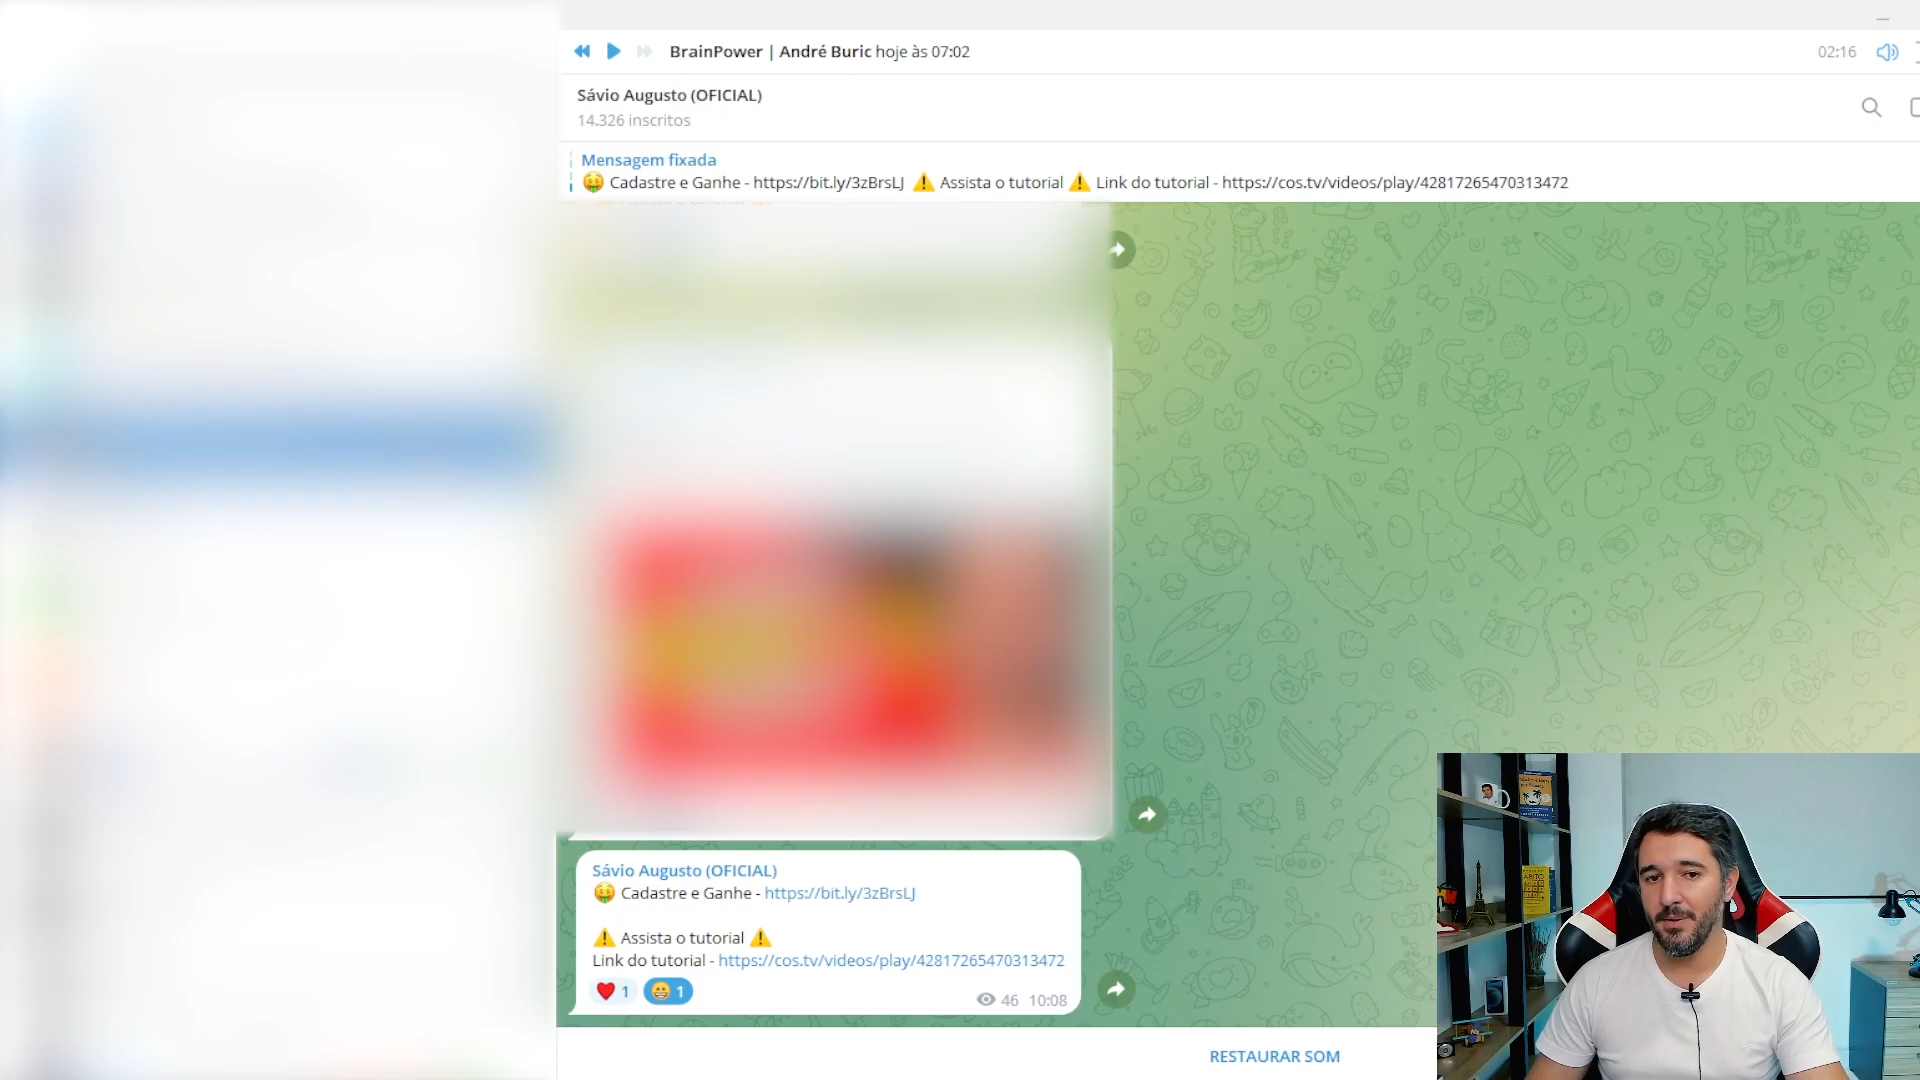 BrainPower | André Buric hoje às 07:02
02:16
Sávio Augusto (OFICIAL)
14.326 inscritos
Mensagem fixada
🤑 Cadastre e Ganhe - https://bit.ly/3zBrsLJ ⚠️ Assista o tutorial ⚠️ Link do tutorial - https://cos.tv/videos/play/42817265470313472
Sávio Augusto (OFICIAL)
🤑 Cadastre e Ganhe - https://bit.ly/3zBrsLJ
⚠️ Assista o tutorial ⚠️
Link do tutorial - https://cos.tv/videos/play/42817265470313472
❤️ 1 😁 1
46 10:08
RESTAURAR SOM